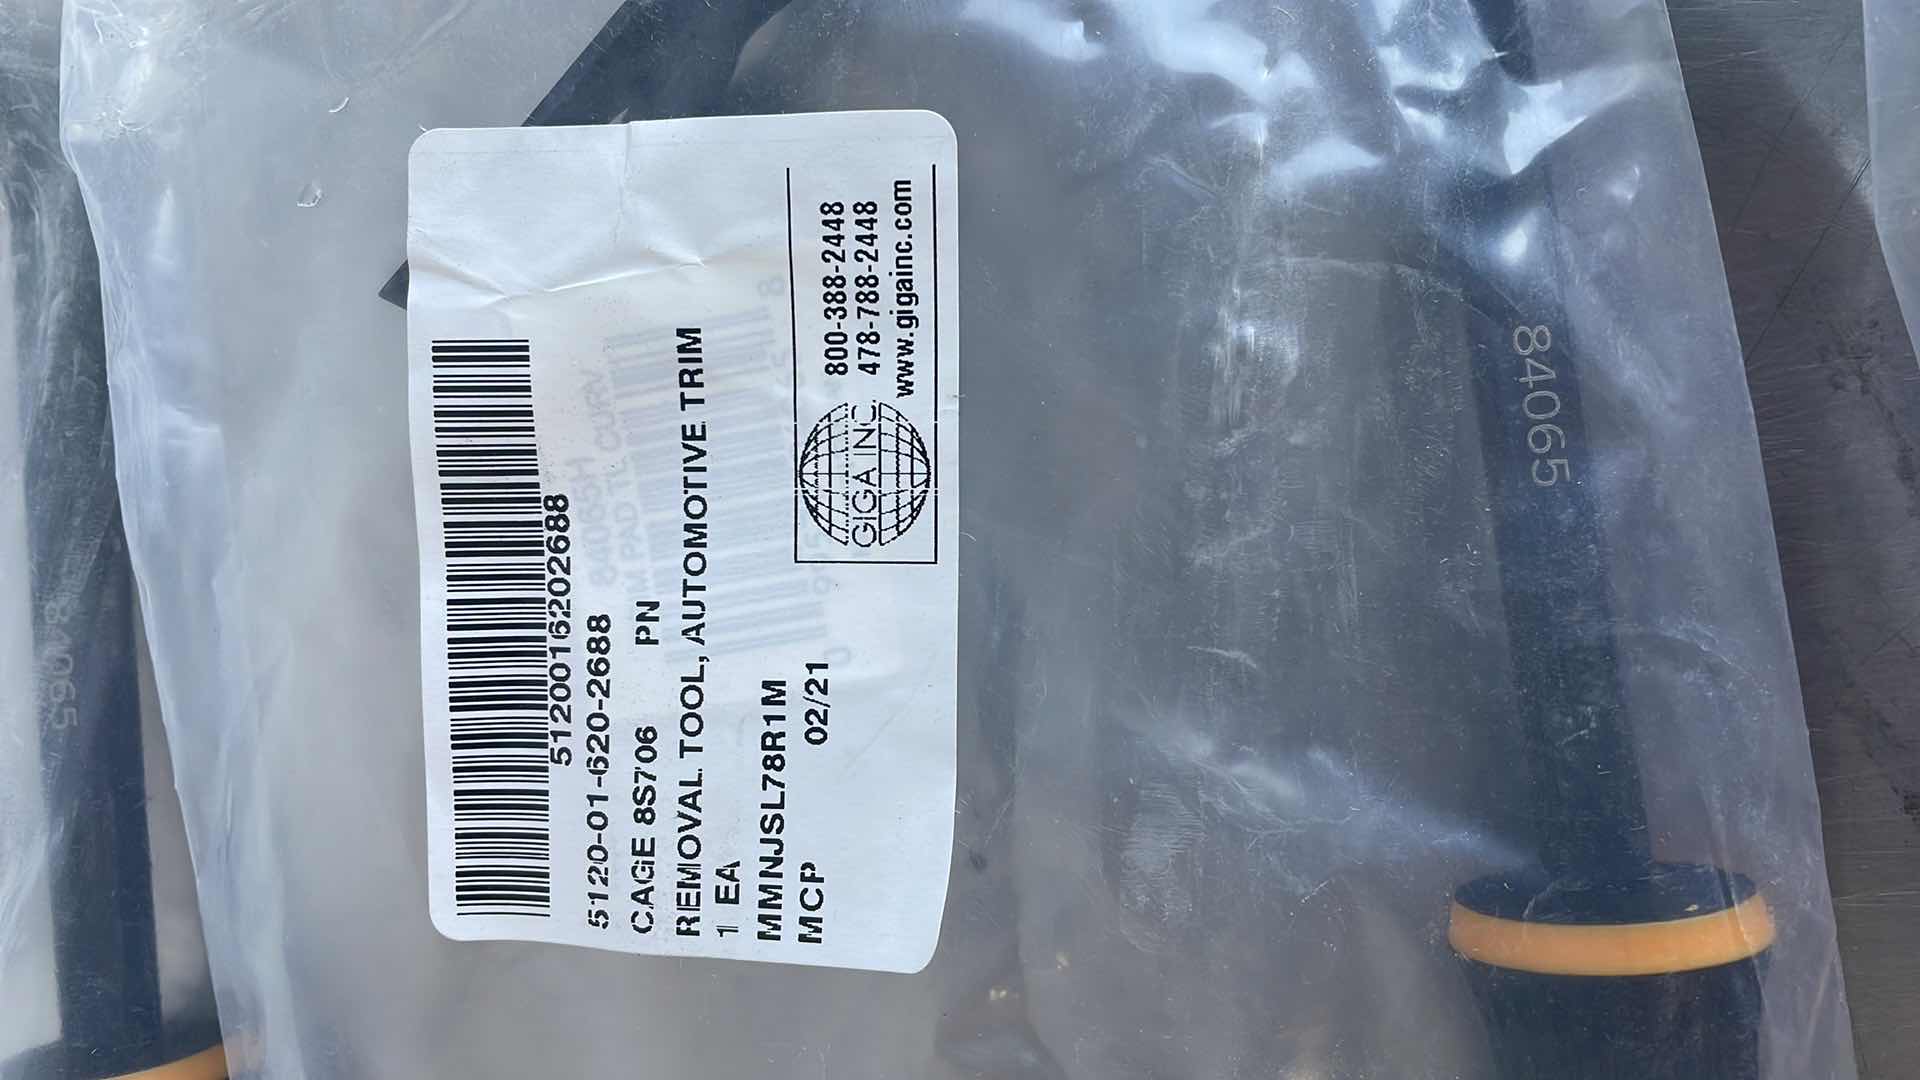 5120016202688
5120-01-620-2688
CAGE 8S706 PN
REMOVAL TOOL, AUTOMOTIVE TRIM
1 EA
MMNJSL78R1M
MCP 02/21
GIGA INC
800-388-2448
478-788-2448
www.gigainc.com
84065
84065